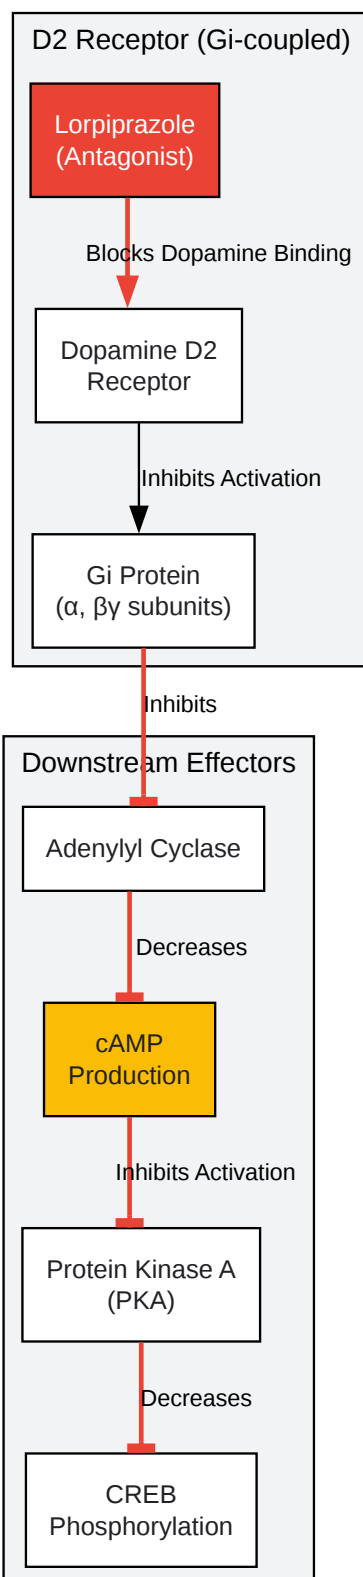 D2 Receptor (Gi-coupled)
Lorpiprazole
(Antagonist)
Blocks Dopamine Binding
Dopamine D2
Receptor
Inhibits Activation
Gi Protein
(α, βγ subunits)
Inhibits
Downstream Effectors
Adenylyl Cyclase
Decreases
cAMP
Production
Inhibits Activation
Protein Kinase A
(PKA)
Decreases
CREB
Phosphorylation